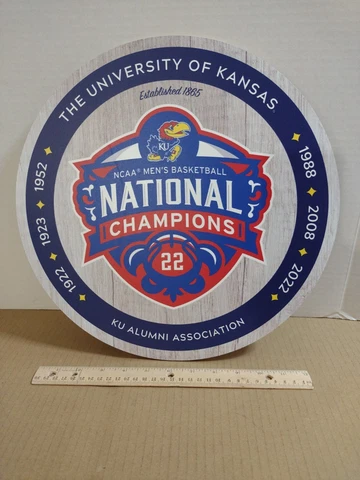 THE UNIVERSITY OF KANSAS
Established 1865
KU
NCAA® MEN'S BASKETBALL
NATIONAL
CHAMPIONS
22
1922 ✦ 1923 ✦ 1952
1988 ✦ 2008 ✦ 2022
KU ALUMNI ASSOCIATION